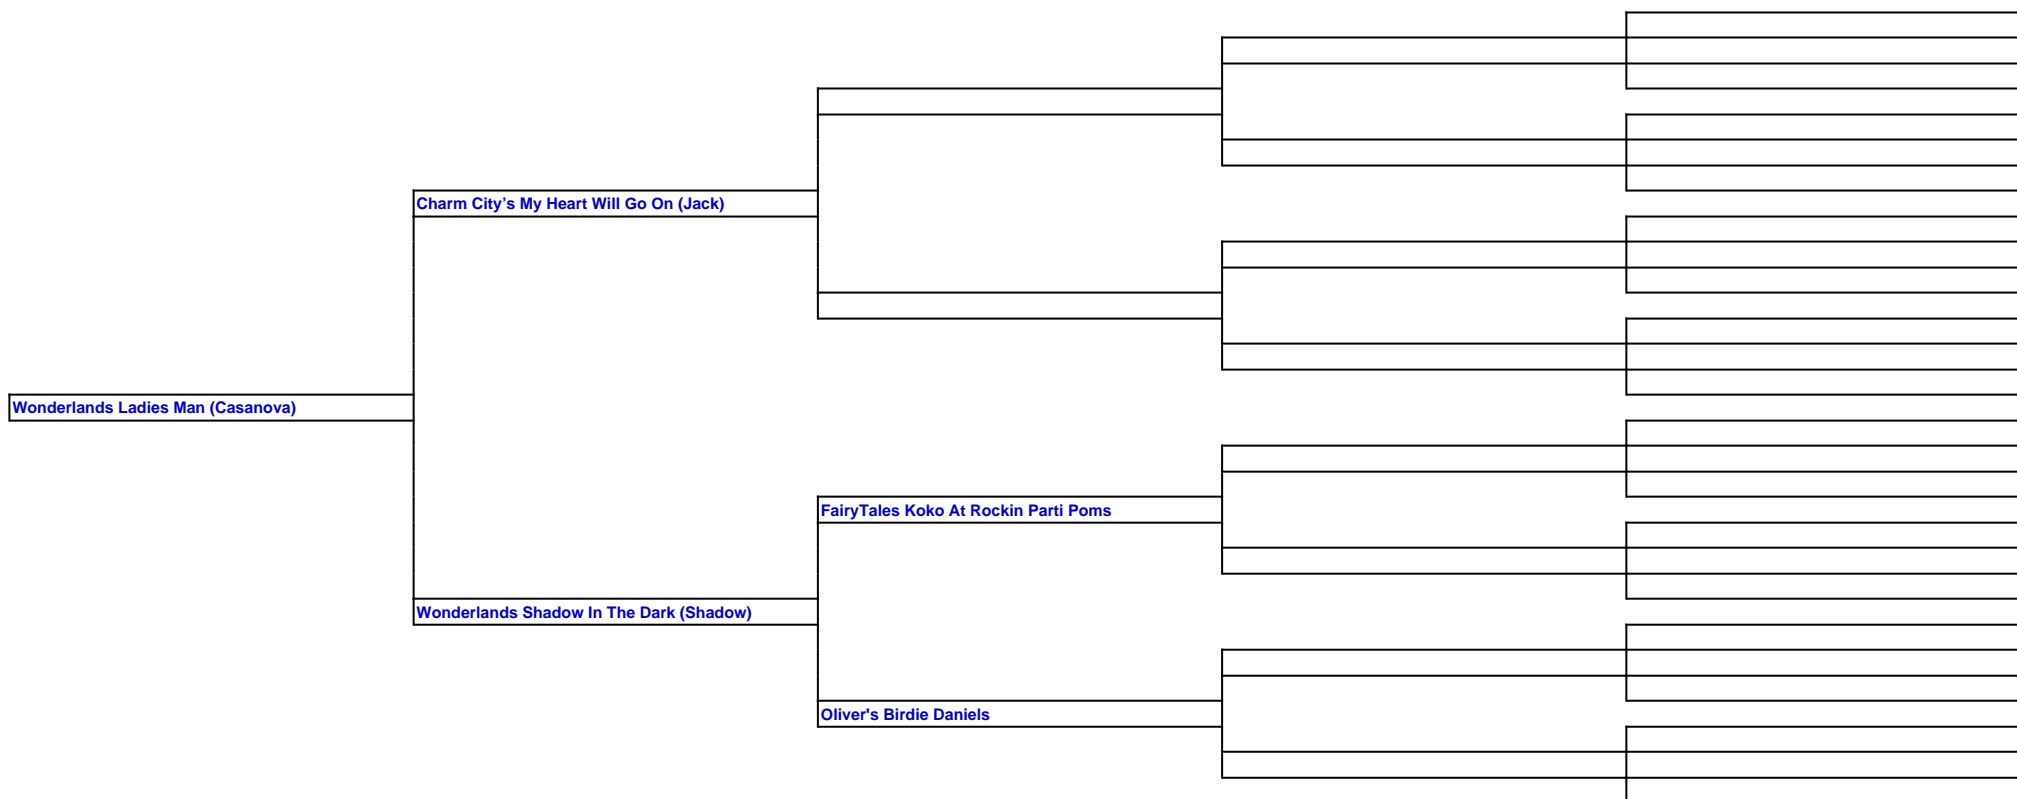 Charm City’s My Heart Will Go On (Jack)
Wonderlands Ladies Man (Casanova)
FairyTales Koko At Rockin Parti Poms
Wonderlands Shadow In The Dark (Shadow)
Oliver's Birdie Daniels